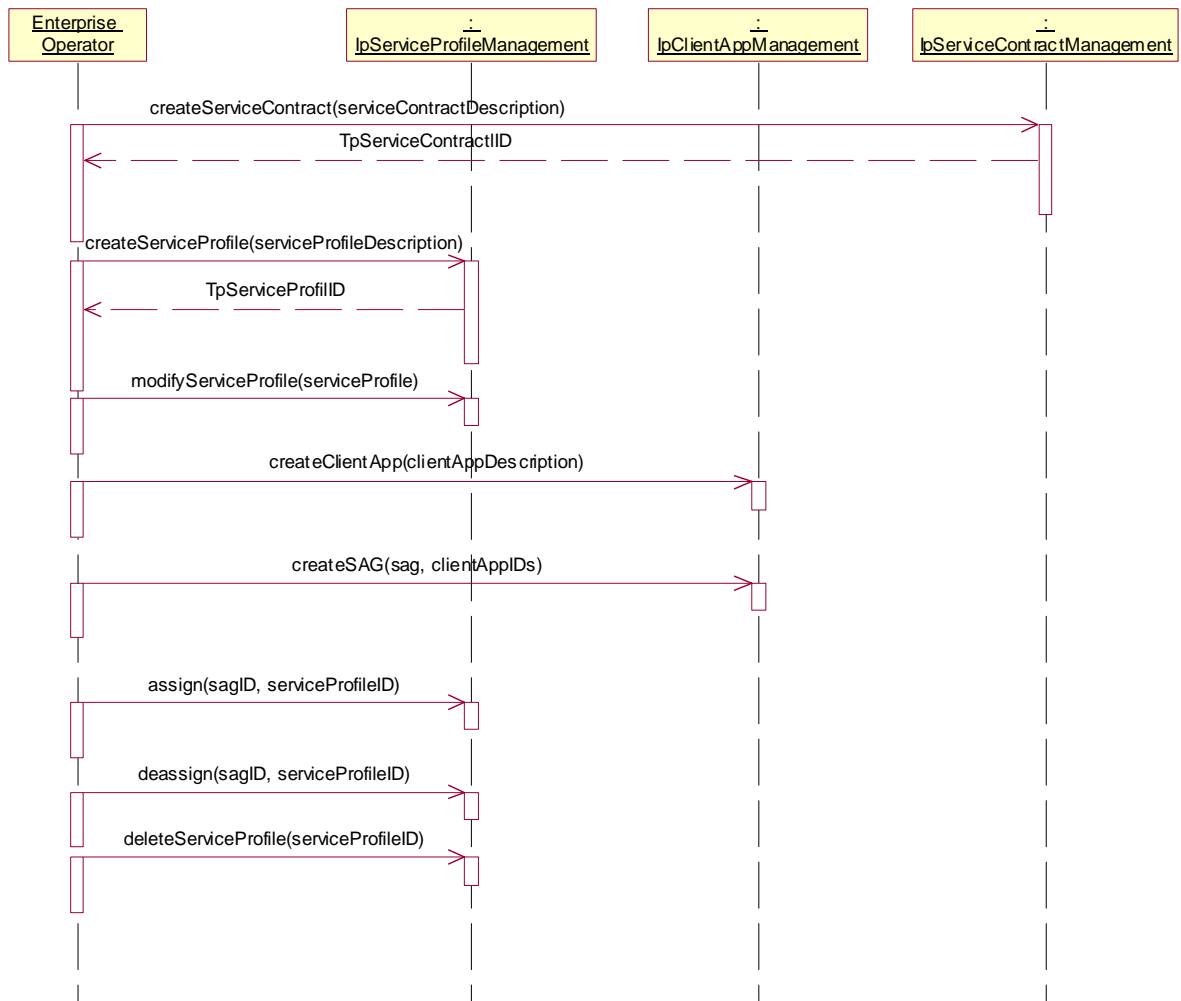 Enterprise
Operator
:
IpServiceProfileManagement
:
IpClientAppManagement
:
IpServiceContractManagement
createServiceContract(serviceContractDescription)
TpServiceContractIID
createServiceProfile(serviceProfileDescription)
TpServiceProfilID
modifyServiceProfile(serviceProfile)
createClientApp(clientAppDescription)
createSAG(sag, clientAppIDs)
assign(sagID, serviceProfileID)
deassign(sagID, serviceProfileID)
deleteServiceProfile(serviceProfileID)